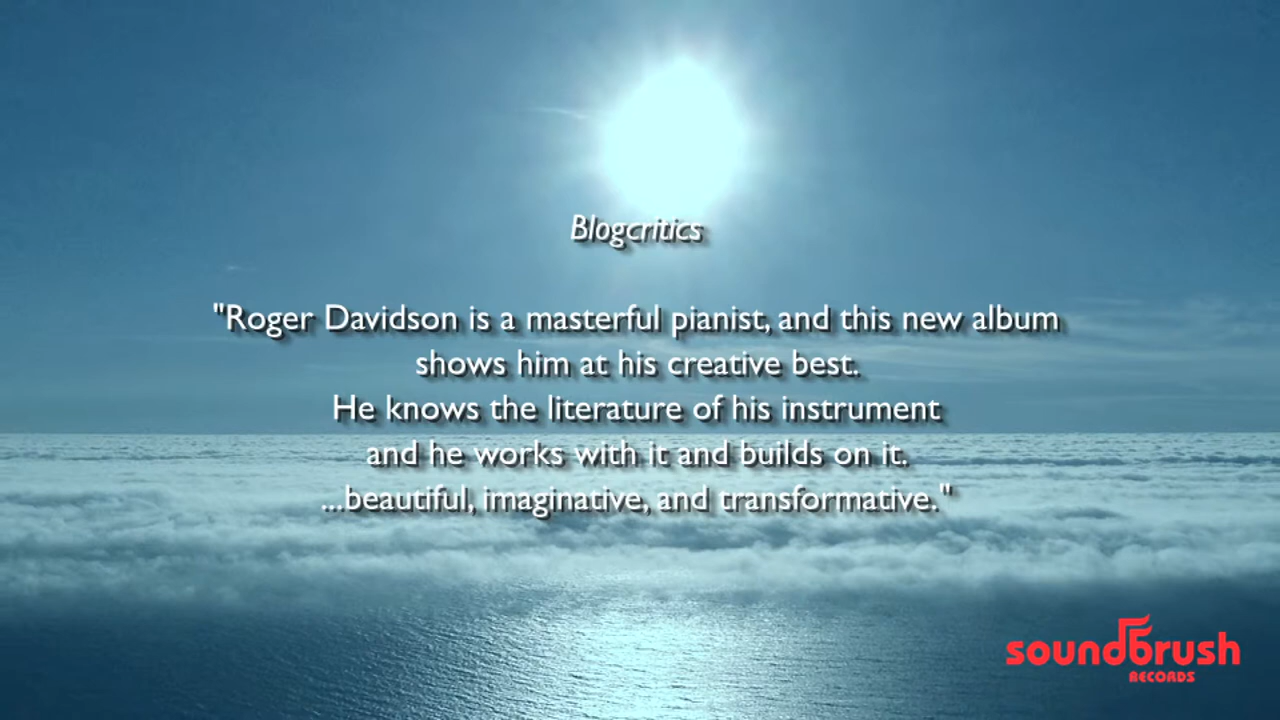 Blogcritics
"Roger Davidson is a masterful pianist, and this new album
shows him at his creative best.
He knows the literature of his instrument
and he works with it and builds on it.
...beautiful, imaginative, and transformative."
soundbrush
RECORDS